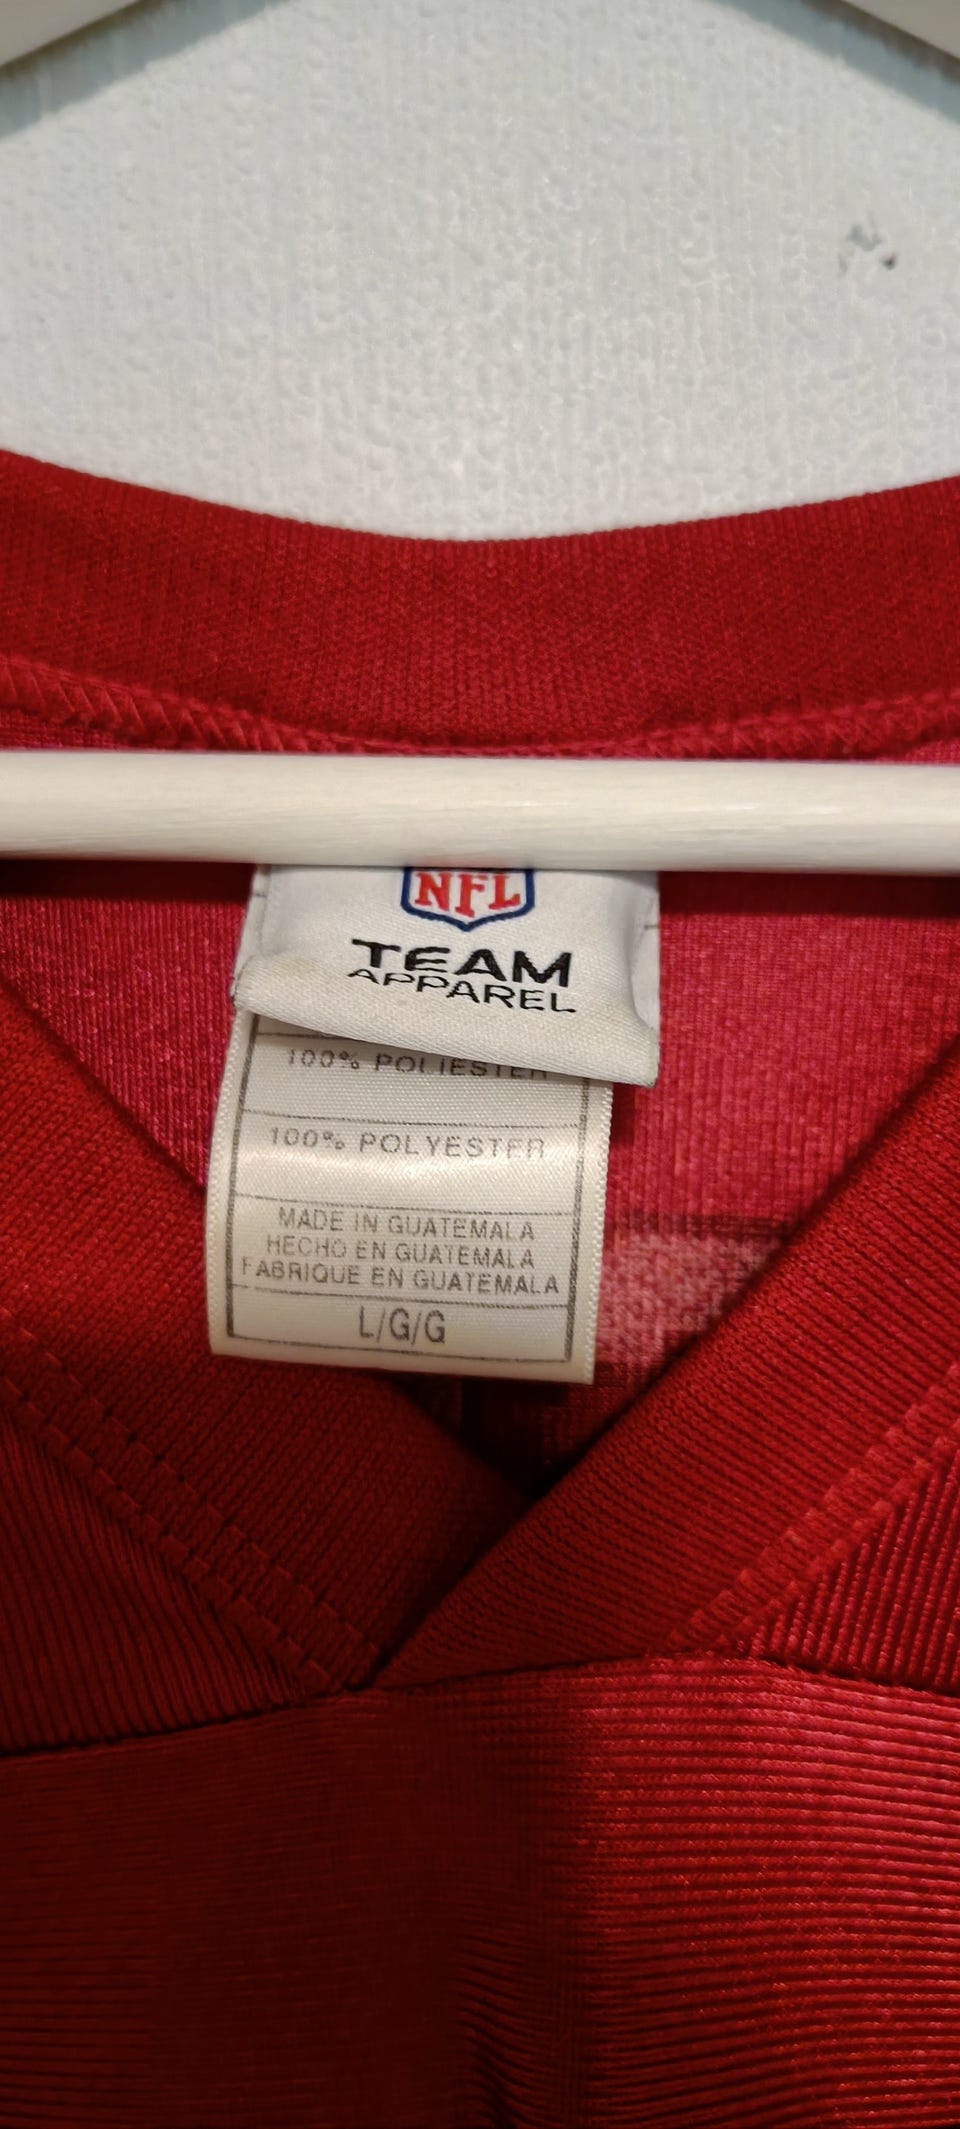 NFL
TEAM
APPAREL
100% POLIESTER
100% POLYESTER
MADE IN GUATEMALA
HECHO EN GUATEMALA
FABRIQUE EN GUATEMALA
L/G/G